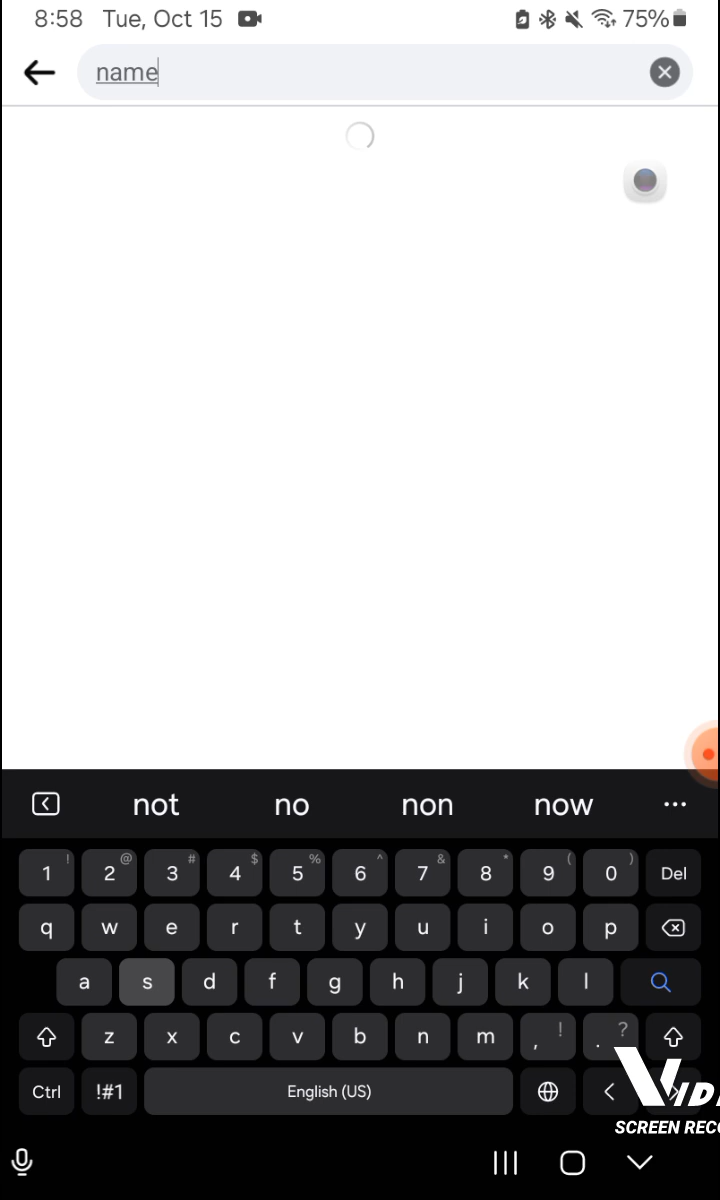 8:58 Tue, Oct 15 75%
name
not no non now ...
1 ! 2 @ 3 # 4 $ 5 % 6 ^ 7 & 8 * 9 ( 0 ) Del
q w e r t y u i o p
a s d f g h j k l
z x c v b n m , ! . ?
Ctrl !#1 English (US) < >
VIDE
SCREEN RECO